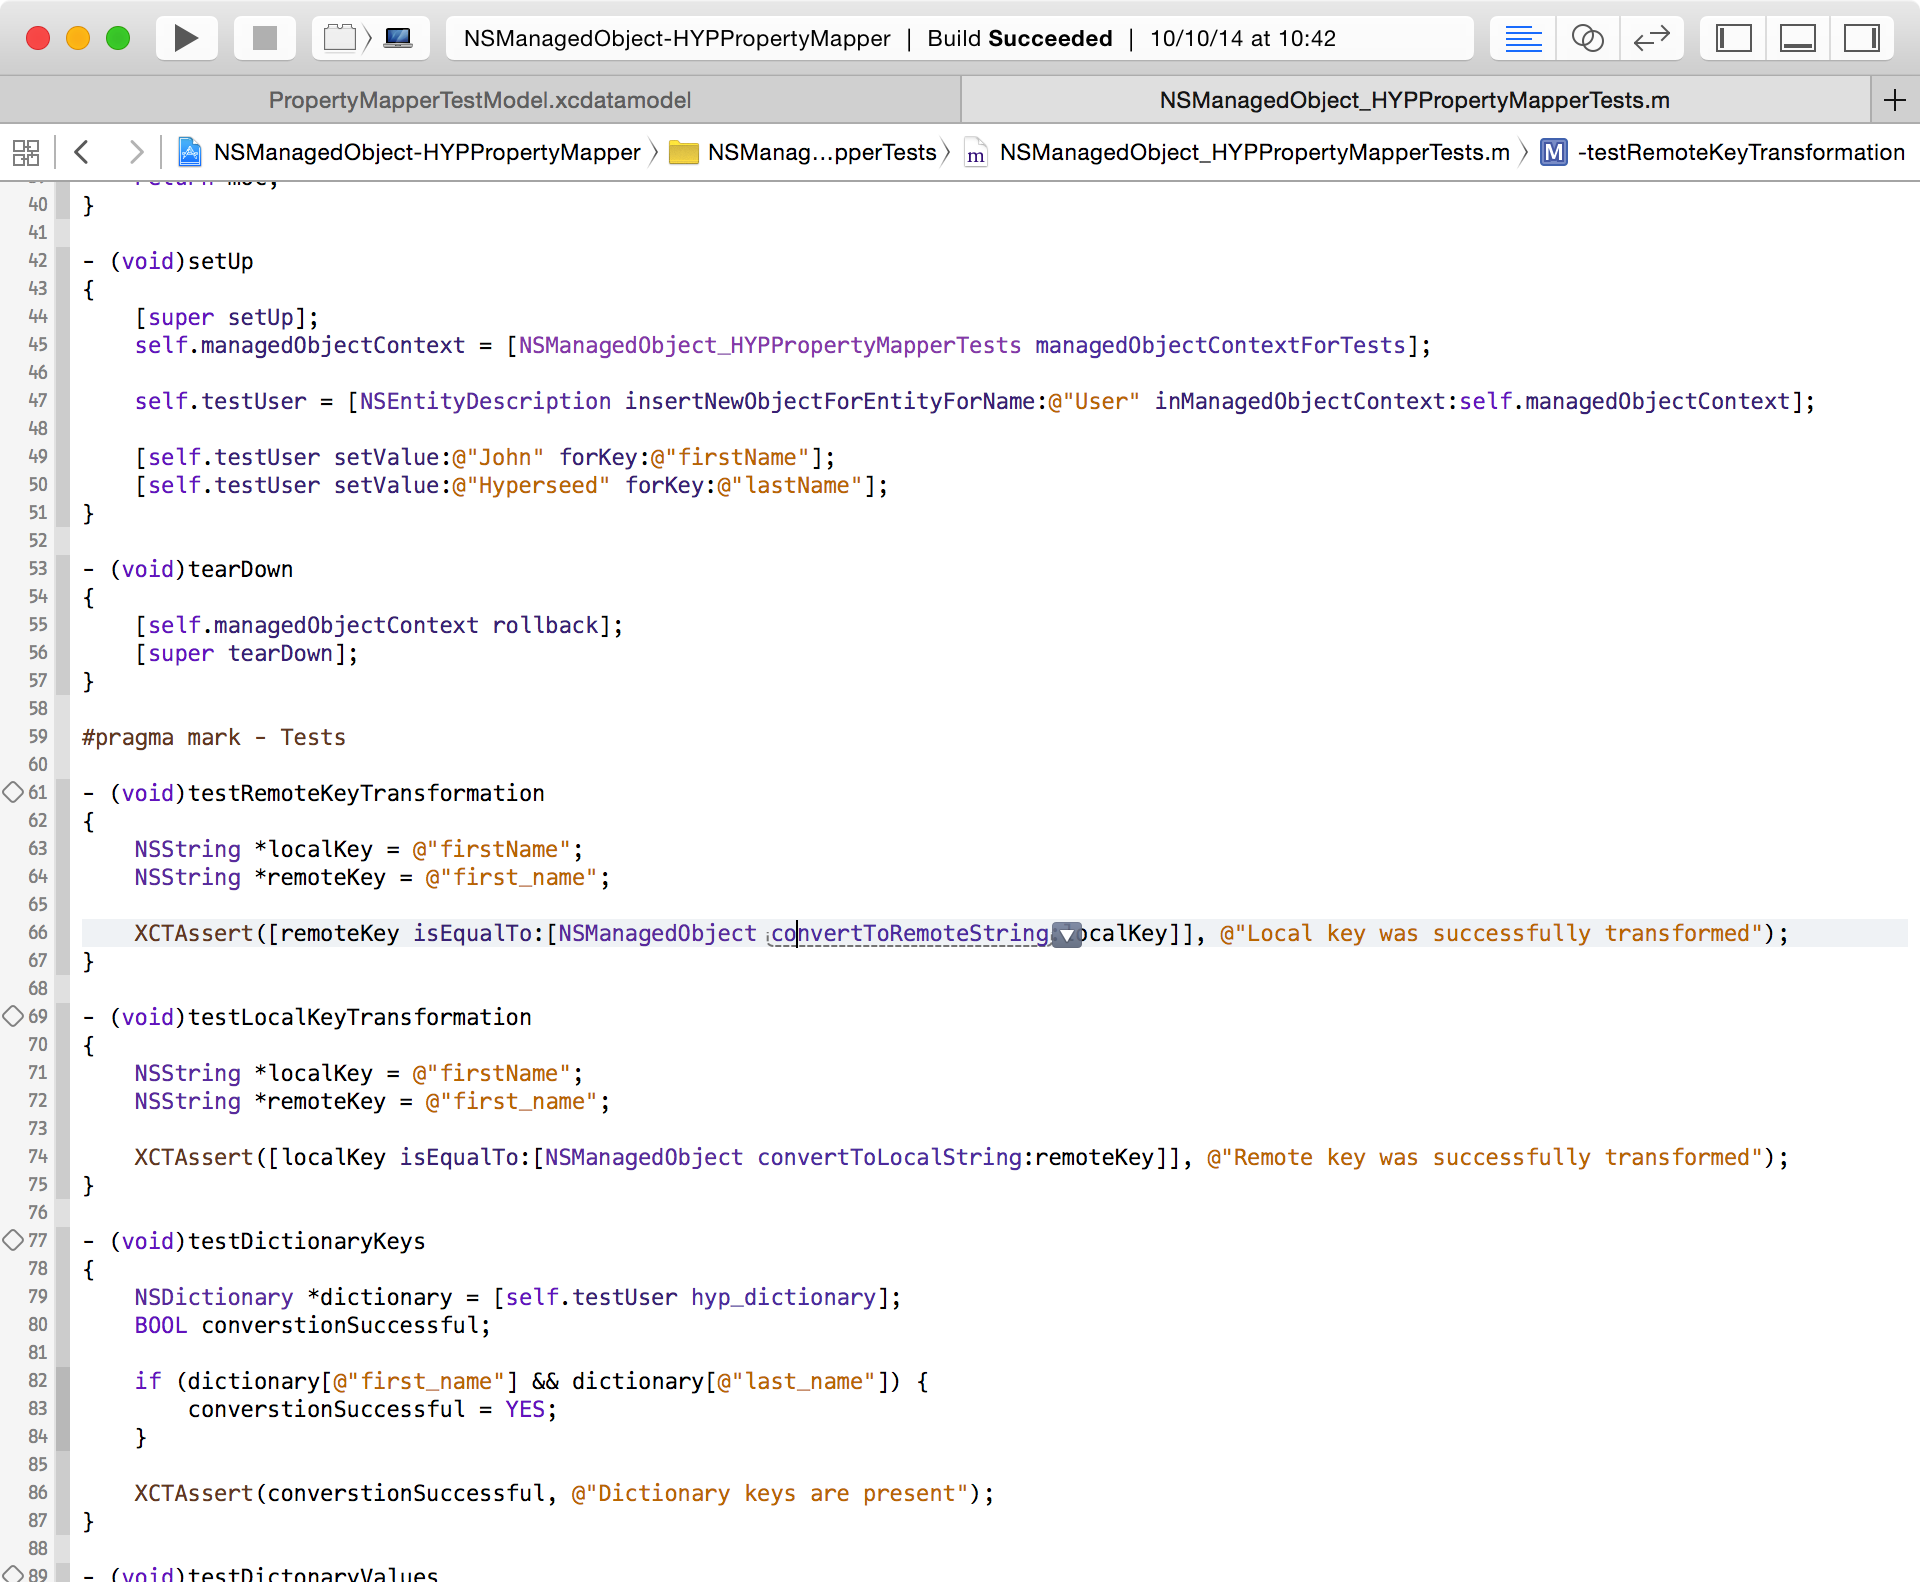 NSManagedObject-HYPPropertyMapper | Build Succeeded | 10/10/14 at 10:42
PropertyMapperTestModel.xcdatamodel NSManagedObject_HYPPropertyMapperTests.m +
NSManagedObject-HYPPropertyMapper NSManag...pperTests m NSManagedObject_HYPPropertyMapperTests.m M -testRemoteKeyTransformation
40 }
41
42 - (void)setUp
43 {
44 [super setUp];
45 self.managedObjectContext = [NSManagedObject_HYPPropertyMapperTests managedObjectContextForTests];
46
47 self.testUser = [NSEntityDescription insertNewObjectForEntityForName:@"User" inManagedObjectContext:self.managedObjectContext];
48
49 [self.testUser setValue:@"John" forKey:@"firstName"];
50 [self.testUser setValue:@"Hyperseed" forKey:@"lastName"];
51 }
52
53 - (void)tearDown
54 {
55 [self.managedObjectContext rollback];
56 [super tearDown];
57 }
58
59 #pragma mark - Tests
60
61 - (void)testRemoteKeyTransformation
62 {
63 NSString *localKey = @"firstName";
64 NSString *remoteKey = @"first_name";
65
66 XCTAssert([remoteKey isEqualTo:[NSManagedObject convertToRemoteString:localKey]], @"Local key was successfully transformed");
67 }
68
69 - (void)testLocalKeyTransformation
70 {
71 NSString *localKey = @"firstName";
72 NSString *remoteKey = @"first_name";
73
74 XCTAssert([localKey isEqualTo:[NSManagedObject convertToLocalString:remoteKey]], @"Remote key was successfully transformed");
75 }
76
77 - (void)testDictionaryKeys
78 {
79 NSDictionary *dictionary = [self.testUser hyp_dictionary];
80 BOOL converstionSuccessful;
81
82 if (dictionary[@"first_name"] && dictionary[@"last_name"]) {
83 converstionSuccessful = YES;
84 }
85
86 XCTAssert(converstionSuccessful, @"Dictionary keys are present");
87 }
88
89 - (void)testDictonaryValues